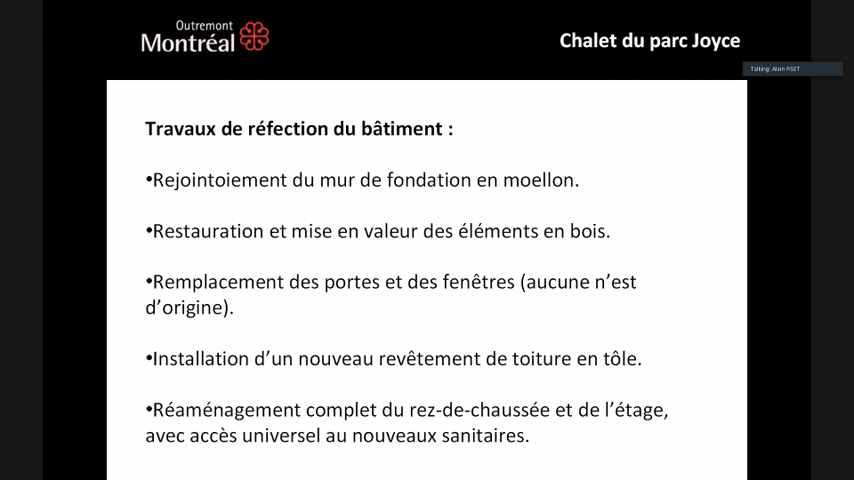 Outremont
Montréal
Chalet du parc Joyce
Talking: Alain FISET
Travaux de réfection du bâtiment :
•Rejointoiement du mur de fondation en moellon.
•Restauration et mise en valeur des éléments en bois.
•Remplacement des portes et des fenêtres (aucune n’est
d’origine).
•Installation d’un nouveau revêtement de toiture en tôle.
•Réaménagement complet du rez-de-chaussée et de l’étage,
avec accès universel au nouveaux sanitaires.